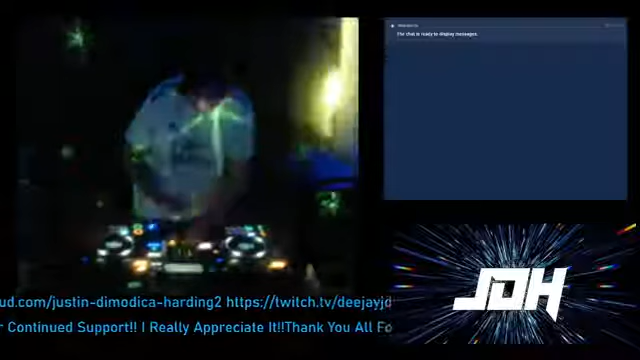 The chat is ready to display messages.
JDH
ud.com/justin-dimodica-harding2 https://twitch.tv/deejayjd
r Continued Support!! I Really Appreciate It!!Thank You All Fo